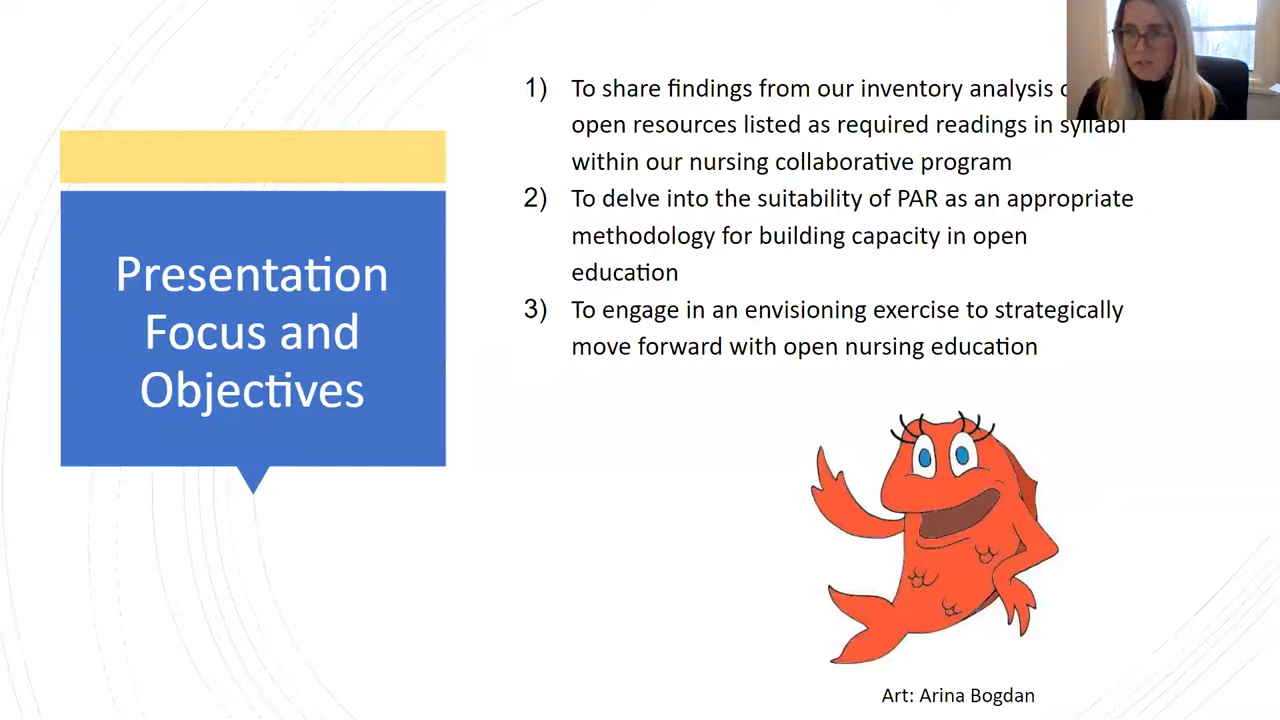 Presentation
Focus and
Objectives
1) To share findings from our inventory analysis
open resources listed as required readings in syllabi
within our nursing collaborative program
2) To delve into the suitability of PAR as an appropriate
methodology for building capacity in open
education
3) To engage in an envisioning exercise to strategically
move forward with open nursing education
Art: Arina Bogdan